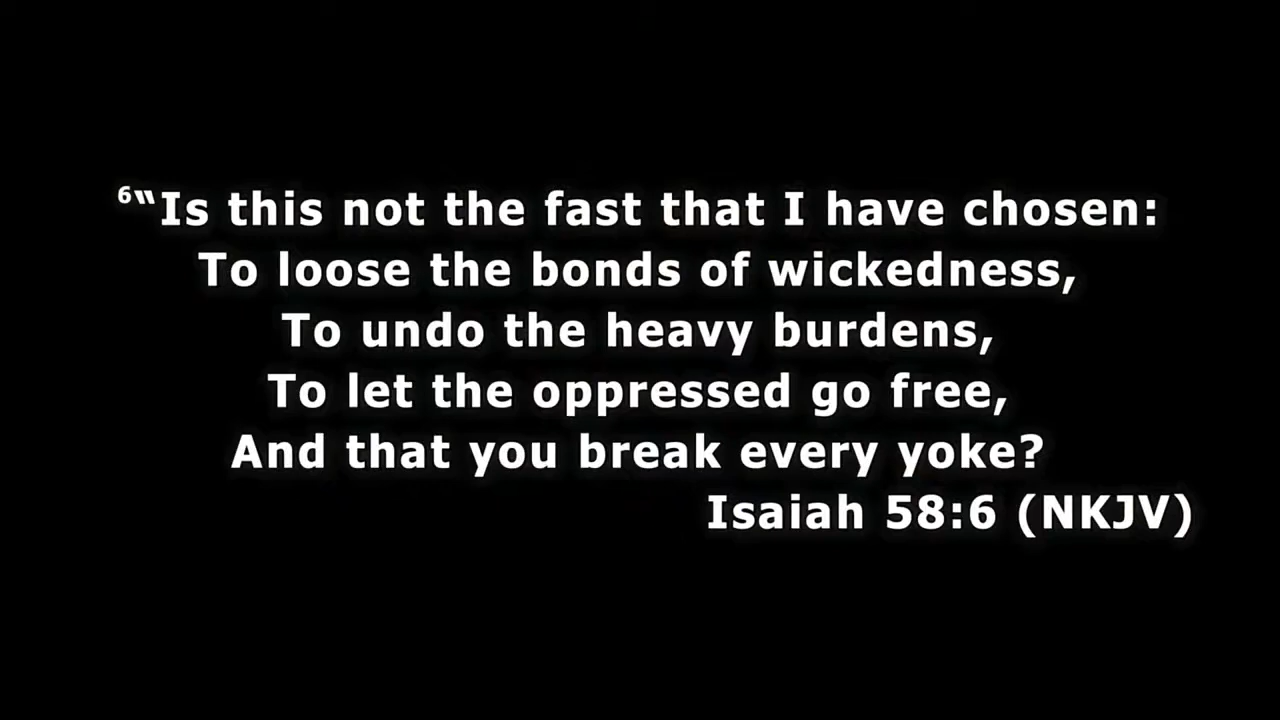 ⁶“Is this not the fast that I have chosen:
To loose the bonds of wickedness,
To undo the heavy burdens,
To let the oppressed go free,
And that you break every yoke?
Isaiah 58:6 (NKJV)